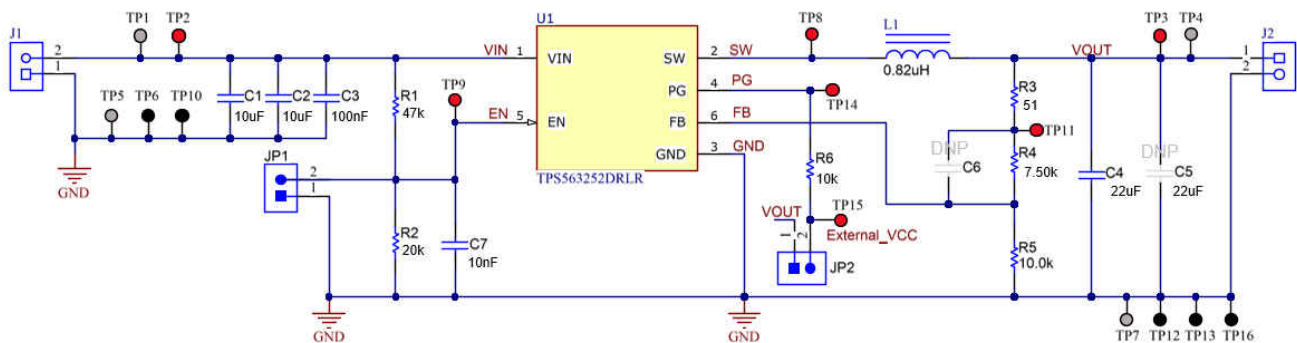 J1
2
1
TP1
TP2
TP5
TP6
TP10
GND
C1
10uF
C2
10uF
C3
100nF
R1
47k
TP9
VIN
EN
JP1
2
1
R2
20k
C7
10nF
GND
U1
1
VIN
5
EN
SW
2
PG
4
FB
6
GND
3
TPS563252DRLR
SW
PG
FB
GND
TP8
TP14
L1
0.82uH
R6
10k
TP15
VOUT
External_VCC
1
2
JP2
GND
R3
51
TP11
DNP
C6
R4
7.50k
R5
10.0k
VOUT
TP3
TP4
J2
1
2
C4
22uF
DNP
C5
22uF
TP7
TP12
TP13
TP16